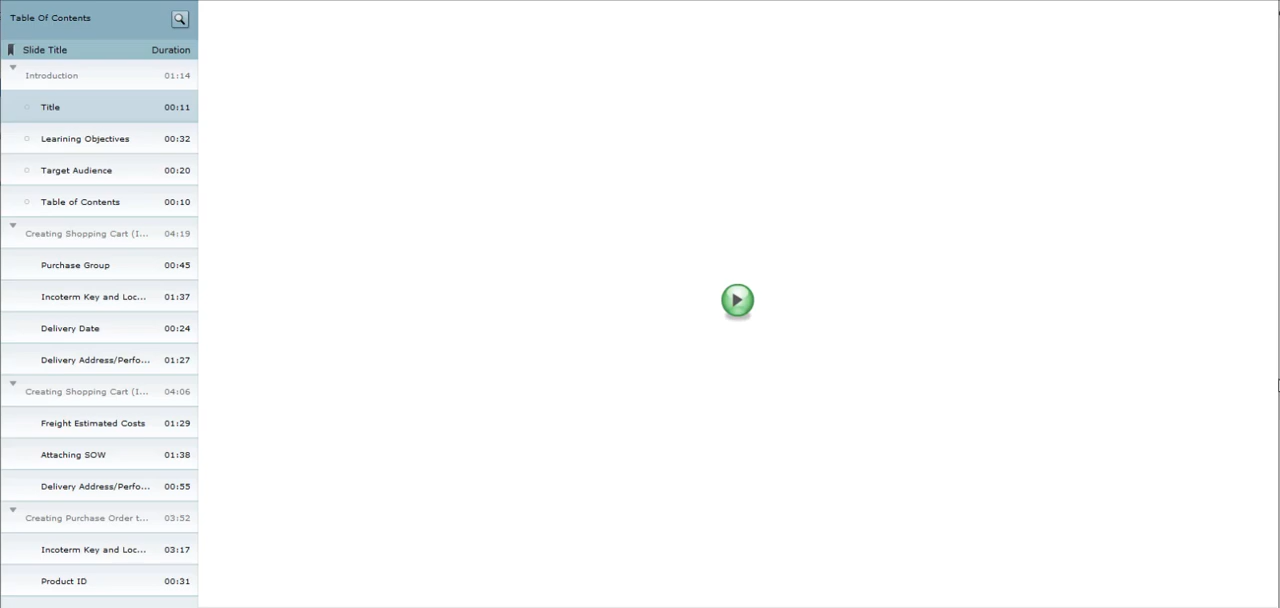 Table Of Contents
Slide Title Duration
Introduction 01:14
Title 00:11
Learining Objectives 00:32
Target Audience 00:20
Table of Contents 00:10
Creating Shopping Cart (I... 04:19
Purchase Group 00:45
Incoterm Key and Loc... 01:37
Delivery Date 00:24
Delivery Address/Perfo... 01:27
Creating Shopping Cart (I... 04:06
Freight Estimated Costs 01:29
Attaching SOW 01:38
Delivery Address/Perfo... 00:55
Creating Purchase Order t... 03:52
Incoterm Key and Loc... 03:17
Product ID 00:31